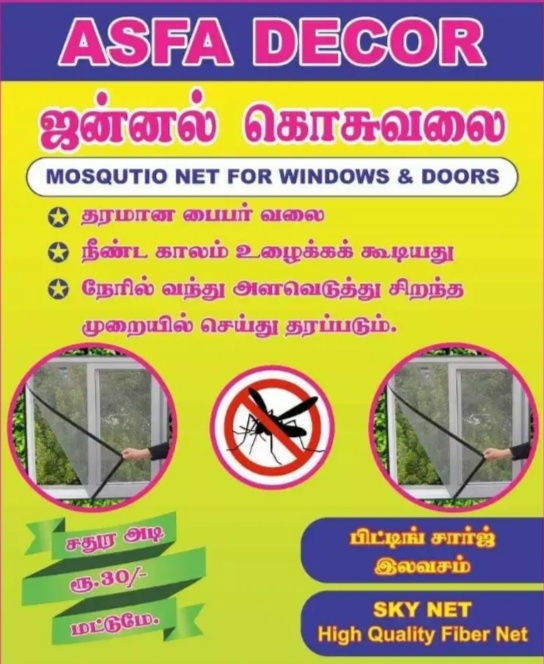 ASFA DECOR
ஜன்னல் கொசுவலை
MOSQUTIO NET FOR WINDOWS & DOORS
தரமான பைபர் வலை
நீண்ட காலம் உழைக்கக் கூடியது
நேரில் வந்து அளவெடுத்து சிறந்த
முறையில் செய்து தரப்படும்.
சதுர அடி
ரூ.30/-
மட்டுமே.
பிட்டிங் சார்ஜ்
இலவசம்
SKY NET
High Quality Fiber Net